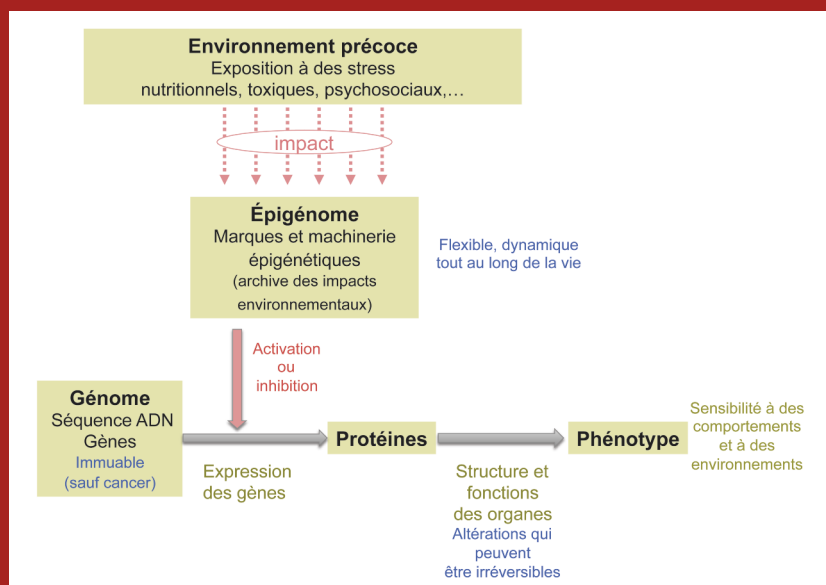 Environnement précoce
Exposition à des stress
nutritionnels, toxiques, psychosociaux,…
impact
Épigénome
Marques et machinerie
épigénétiques
(archive des impacts
environnementaux)
Flexible, dynamique
tout au long de la vie
Activation
ou
inhibition
Génome
Séquence ADN
Gènes
Immuable
(sauf cancer)
Expression
des gènes
Protéines
Structure et
fonctions
des organes
Altérations qui
peuvent
être irréversibles
Phénotype
Sensibilité à des
comportements
et à des
environnements